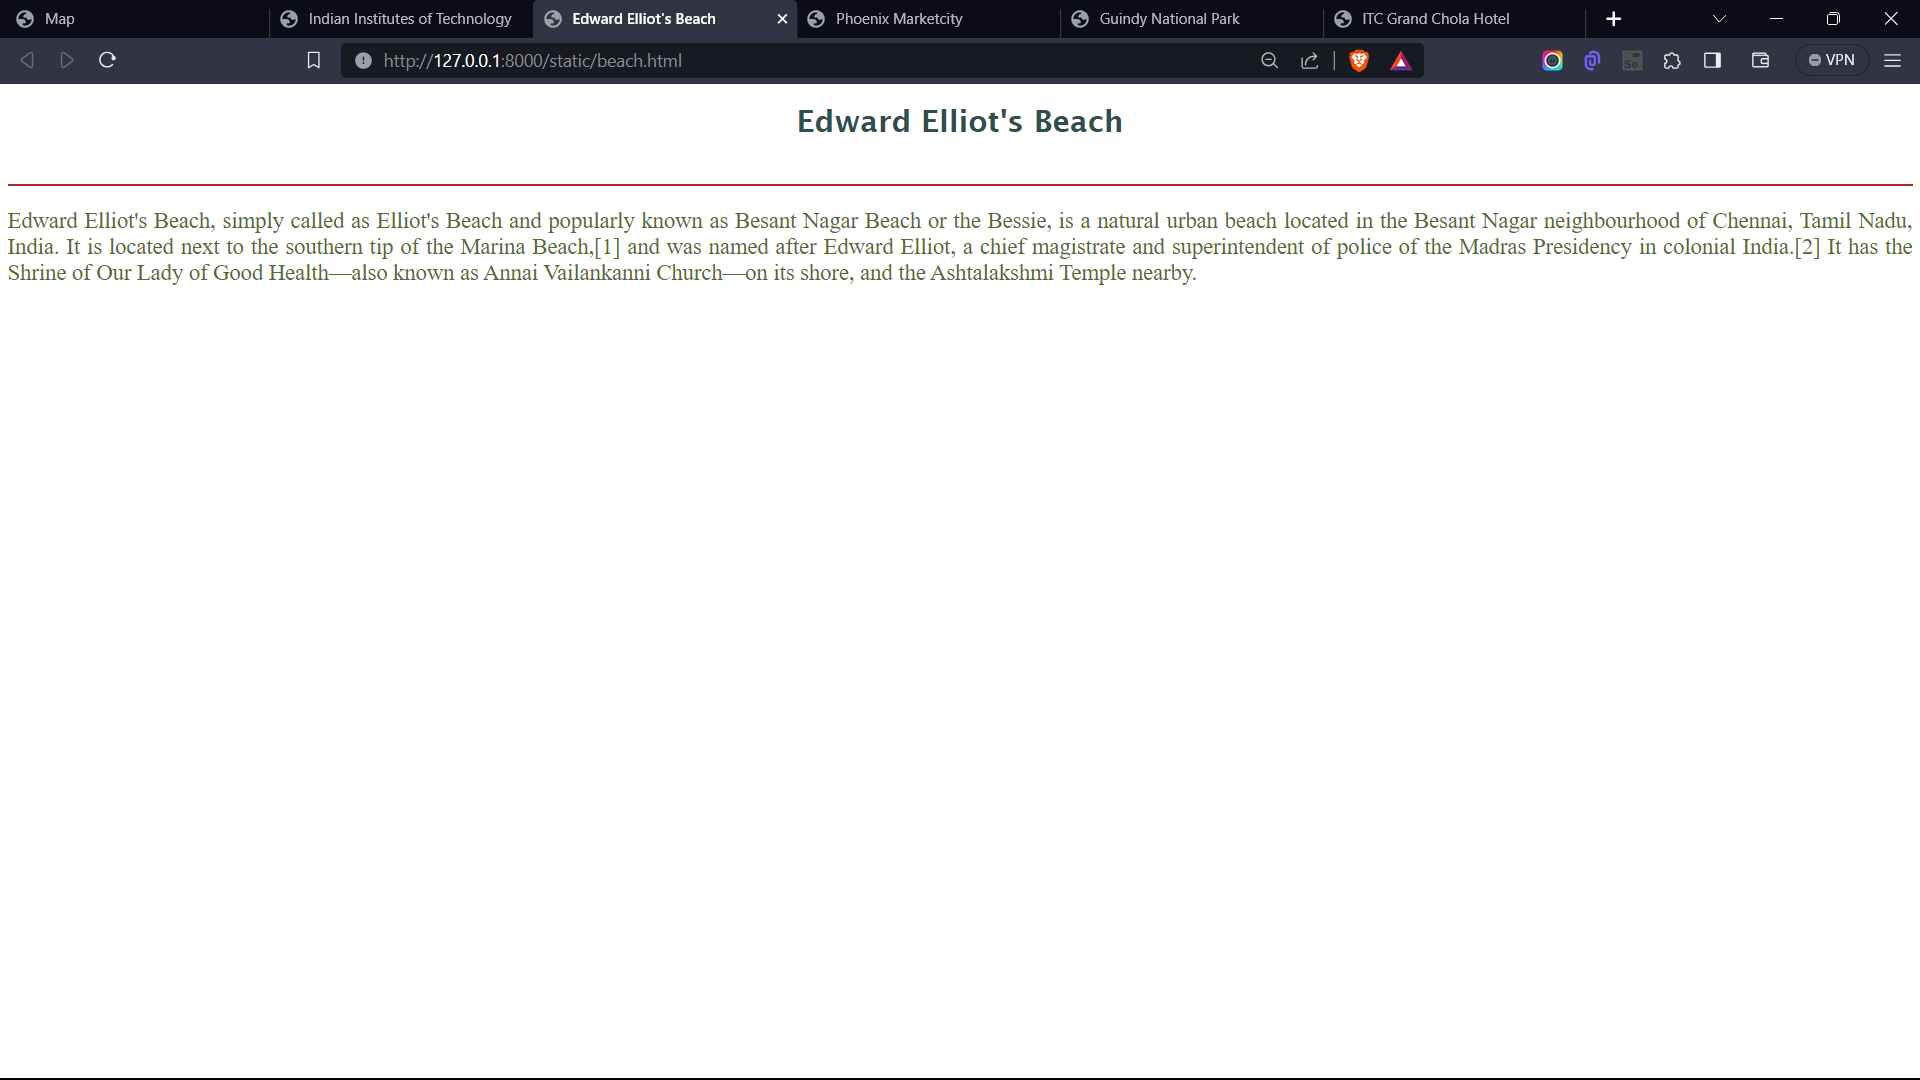 Map
Indian Institutes of Technology
Edward Elliot's Beach
Phoenix Marketcity
Guindy National Park
ITC Grand Chola Hotel
http://127.0.0.1:8000/static/beach.html
Se
VPN
Edward Elliot's Beach
Edward Elliot's Beach, simply called as Elliot's Beach and popularly known as Besant Nagar Beach or the Bessie, is a natural urban beach located in the Besant Nagar neighbourhood of Chennai, Tamil Nadu,
India. It is located next to the southern tip of the Marina Beach,[1] and was named after Edward Elliot, a chief magistrate and superintendent of police of the Madras Presidency in colonial India.[2] It has the
Shrine of Our Lady of Good Health—also known as Annai Vailankanni Church—on its shore, and the Ashtalakshmi Temple nearby.